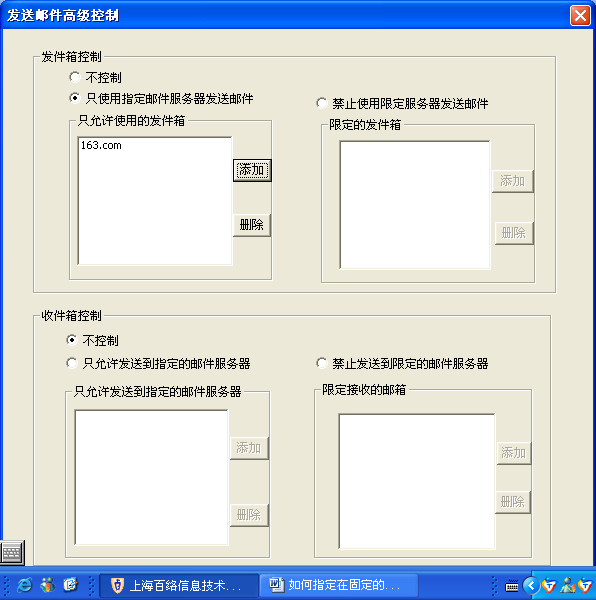 发送邮件高级控制
发件箱控制
不控制
只使用指定邮件服务器发送邮件
禁止使用限定服务器发送邮件
只允许使用的发件箱
限定的发件箱
163.com
添加
添加
删除
删除
收件箱控制
不控制
只允许发送到指定的邮件服务器
禁止发送到限定的邮件服务器
只允许发送到指定的邮件服务器
限定接收的邮箱
添加
添加
删除
删除
上海百络信息技术...
如何指定在固定的...